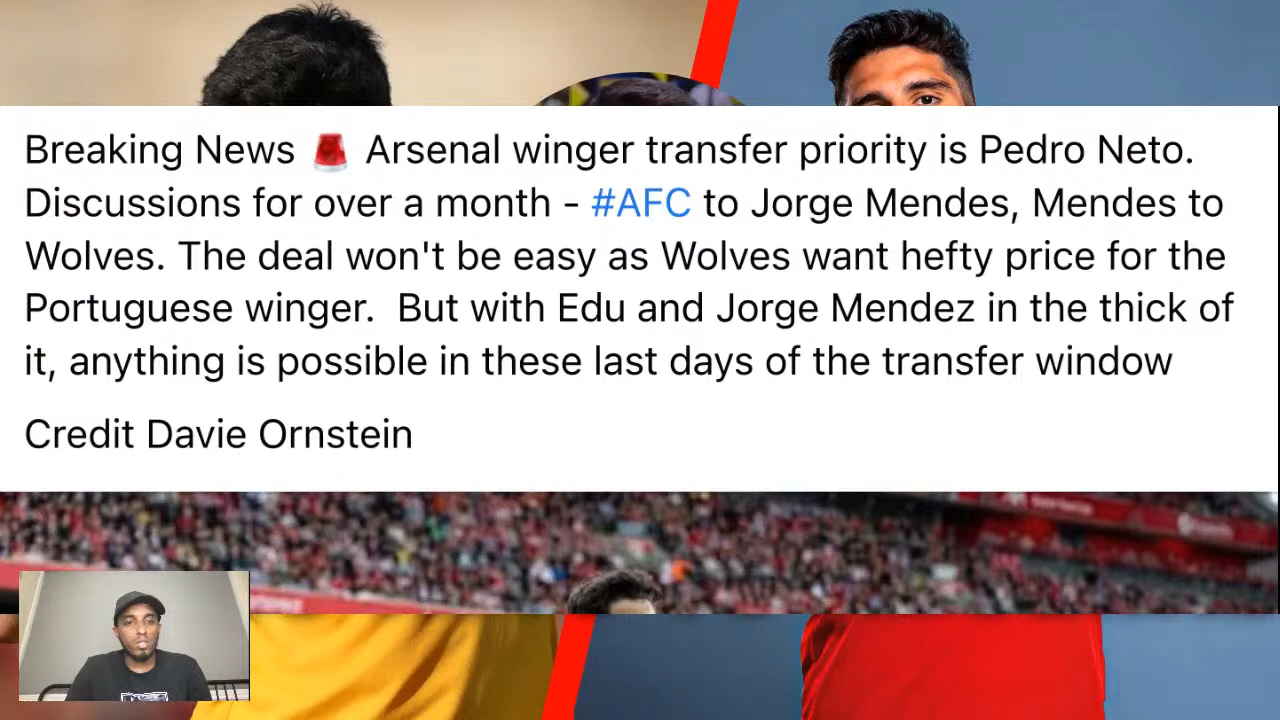 Breaking News 🚨 Arsenal winger transfer priority is Pedro Neto.
Discussions for over a month - #AFC to Jorge Mendes, Mendes to
Wolves. The deal won't be easy as Wolves want hefty price for the
Portuguese winger.  But with Edu and Jorge Mendez in the thick of
it, anything is possible in these last days of the transfer window
Credit Davie Ornstein